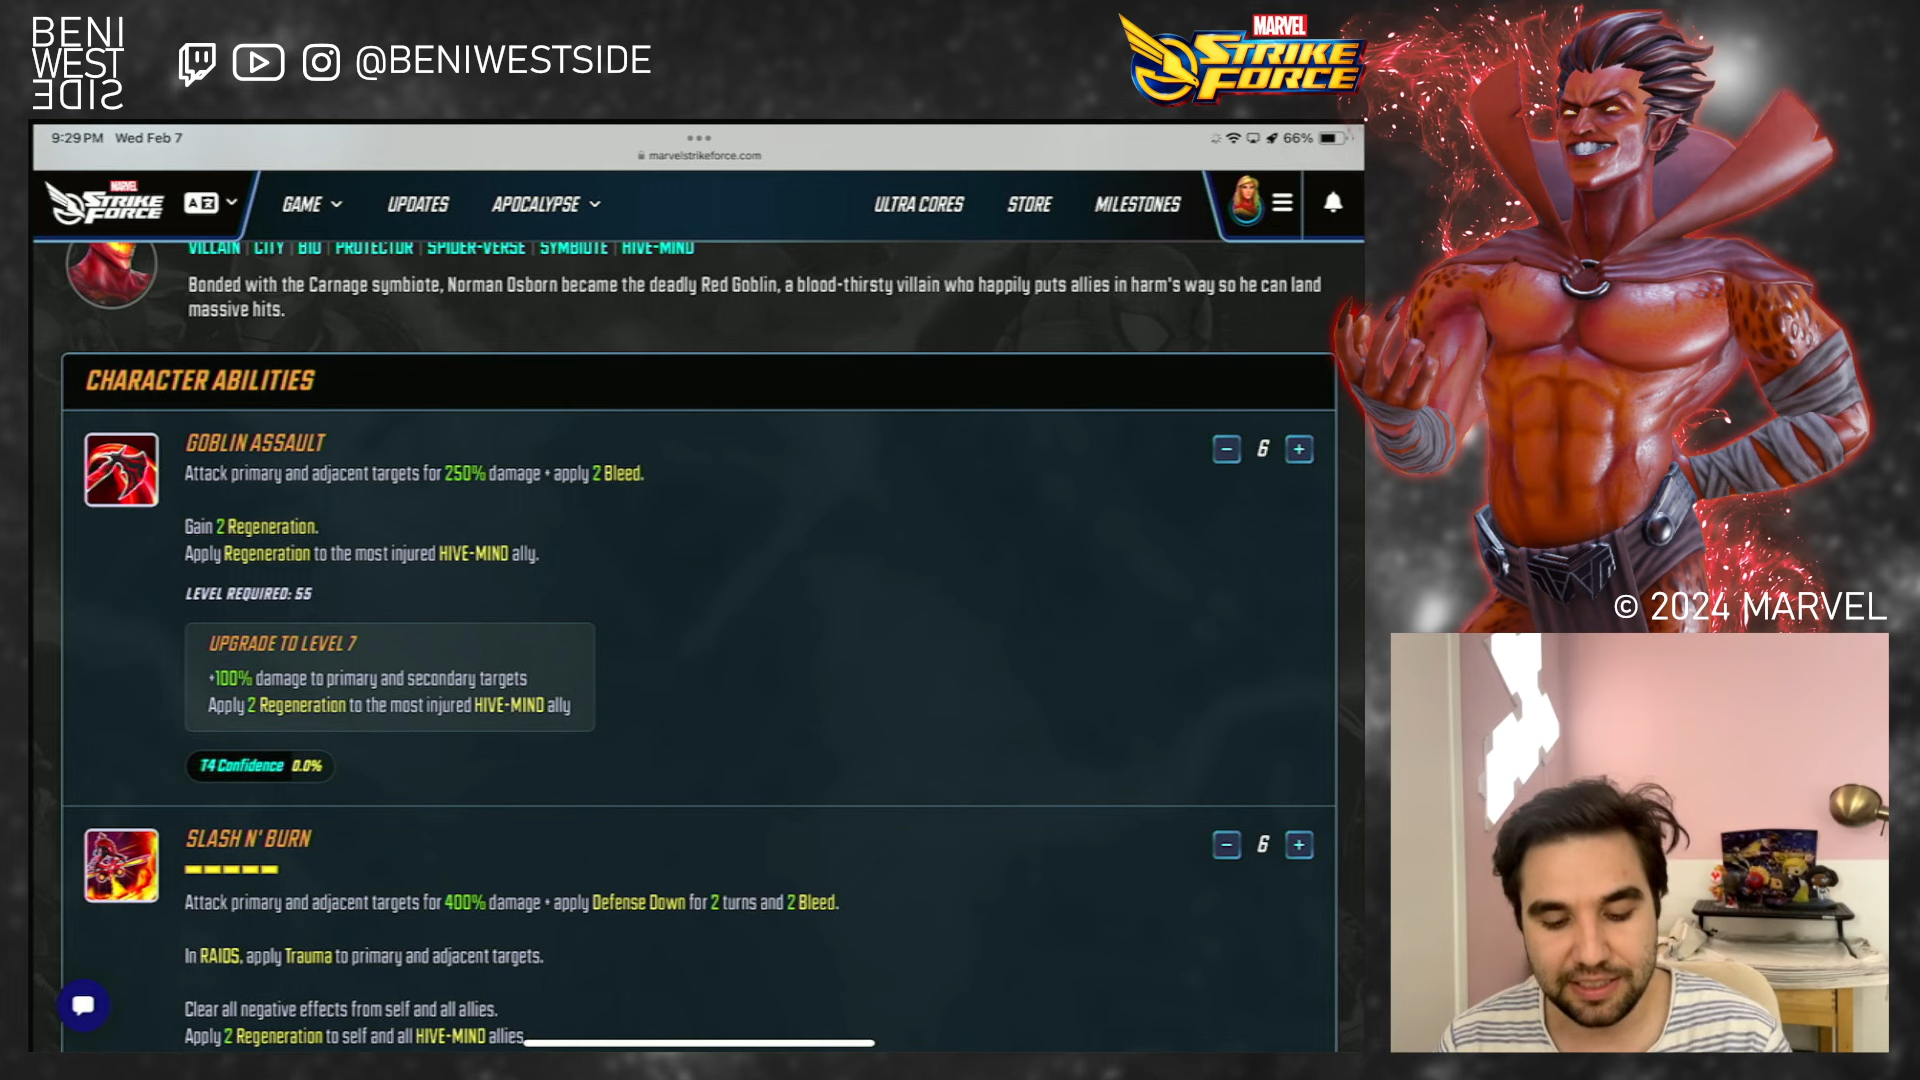 BENI
WEST
SIDE
@BENIWESTSIDE
MARVEL
STRIKE
FORCE
9:29 PM Wed Feb 7
66%
marvelstrikeforce.com
MARVEL
STRIKE
FORCE
GAME
UPDATES
APOCALYPSE
ULTRA CORES
STORE
MILESTONES
VILLAIN | CITY | BIO | PROTECTOR | SPIDER-VERSE | SYMBIOTE | HIVE-MIND
Bonded with the Carnage symbiote, Norman Osborn became the deadly Red Goblin, a blood-thirsty villain who happily puts allies in harm's way so he can land
massive hits.
CHARACTER ABILITIES
GOBLIN ASSAULT
- 6 +
Attack primary and adjacent targets for 250% damage + apply 2 Bleed.
Gain 2 Regeneration.
Apply Regeneration to the most injured HIVE-MIND ally.
LEVEL REQUIRED: 55
UPGRADE TO LEVEL 7
+100% damage to primary and secondary targets
Apply 2 Regeneration to the most injured HIVE-MIND ally
T4 Confidence 0.0%
SLASH N' BURN
- 6 +
Attack primary and adjacent targets for 400% damage + apply Defense Down for 2 turns and 2 Bleed.
In RAIDS, apply Trauma to primary and adjacent targets.
Clear all negative effects from self and all allies.
Apply 2 Regeneration to self and all HIVE-MIND allies
© 2024 MARVEL